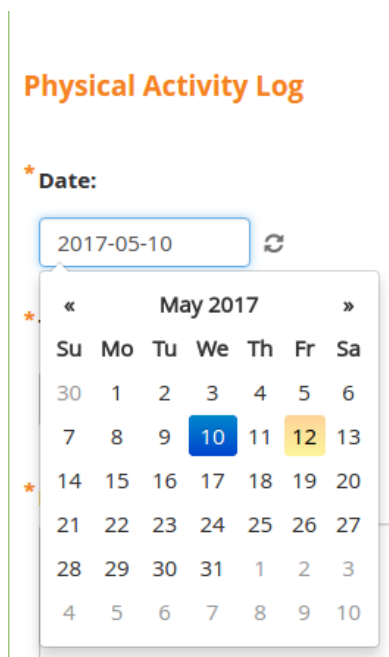 Physical Activity Log
* Date:
2017-05-10
« May 2017 »
Su Mo Tu We Th Fr Sa
30 1 2 3 4 5 6
7 8 9 10 11 12 13
14 15 16 17 18 19 20
21 22 23 24 25 26 27
28 29 30 31 1 2 3
4 5 6 7 8 9 10
*
*